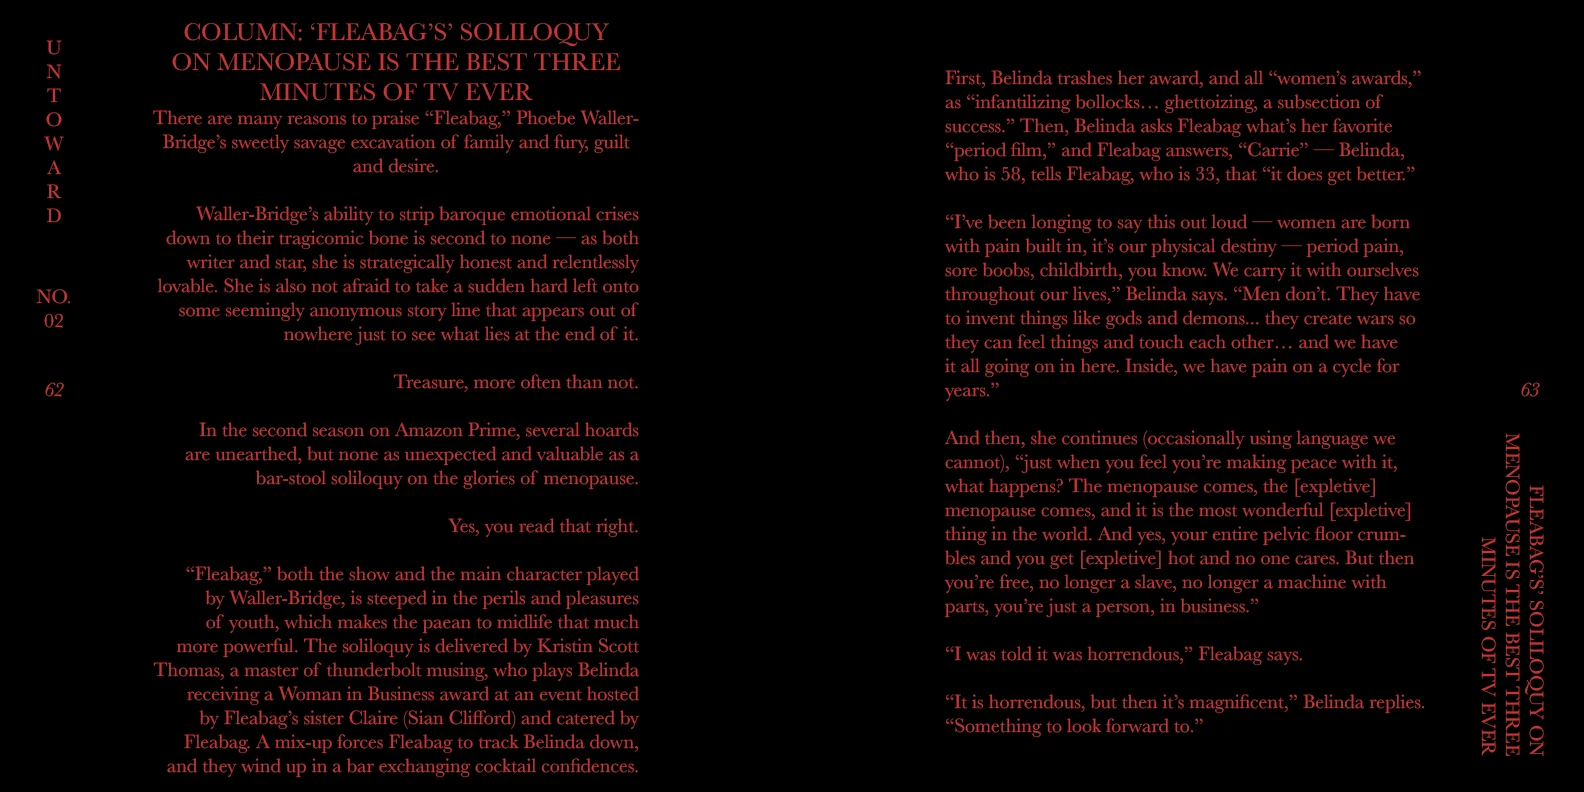 U
N
T
O
W
A
R
D
NO.
02
62
COLUMN: ‘FLEABAG’S’ SOLILOQUY
ON MENOPAUSE IS THE BEST THREE
MINUTES OF TV EVER
There are many reasons to praise “Fleabag,” Phoebe Waller-
Bridge’s sweetly savage excavation of family and fury, guilt
and desire.
Waller-Bridge’s ability to strip baroque emotional crises
down to their tragicomic bone is second to none — as both
writer and star, she is strategically honest and relentlessly
lovable. She is also not afraid to take a sudden hard left onto
some seemingly anonymous story line that appears out of
nowhere just to see what lies at the end of it.
Treasure, more often than not.
In the second season on Amazon Prime, several hoards
are unearthed, but none as unexpected and valuable as a
bar-stool soliloquy on the glories of menopause.
Yes, you read that right.
“Fleabag,” both the show and the main character played
by Waller-Bridge, is steeped in the perils and pleasures
of youth, which makes the paean to midlife that much
more powerful. The soliloquy is delivered by Kristin Scott
Thomas, a master of thunderbolt musing, who plays Belinda
receiving a Woman in Business award at an event hosted
by Fleabag’s sister Claire (Sian Clifford) and catered by
Fleabag. A mix-up forces Fleabag to track Belinda down,
and they wind up in a bar exchanging cocktail confidences.
First, Belinda trashes her award, and all “women’s awards,”
as “infantilizing bollocks… ghettoizing, a subsection of
success.” Then, Belinda asks Fleabag what’s her favorite
“period film,” and Fleabag answers, “Carrie” — Belinda,
who is 58, tells Fleabag, who is 33, that “it does get better.”
“I’ve been longing to say this out loud — women are born
with pain built in, it’s our physical destiny — period pain,
sore boobs, childbirth, you know. We carry it with ourselves
throughout our lives,” Belinda says. “Men don’t. They have
to invent things like gods and demons... they create wars so
they can feel things and touch each other… and we have
it all going on in here. Inside, we have pain on a cycle for
years.”
And then, she continues (occasionally using language we
cannot), “just when you feel you’re making peace with it,
what happens? The menopause comes, the [expletive]
menopause comes, and it is the most wonderful [expletive]
thing in the world. And yes, your entire pelvic floor crum-
bles and you get [expletive] hot and no one cares. But then
you’re free, no longer a slave, no longer a machine with
parts, you’re just a person, in business.”
“I was told it was horrendous,” Fleabag says.
“It is horrendous, but then it’s magnificent,” Belinda replies.
“Something to look forward to.”
63
FLEABAG’S’ SOLILOQUY ON
MENOPAUSE IS THE BEST THREE
MINUTES OF TV EVER